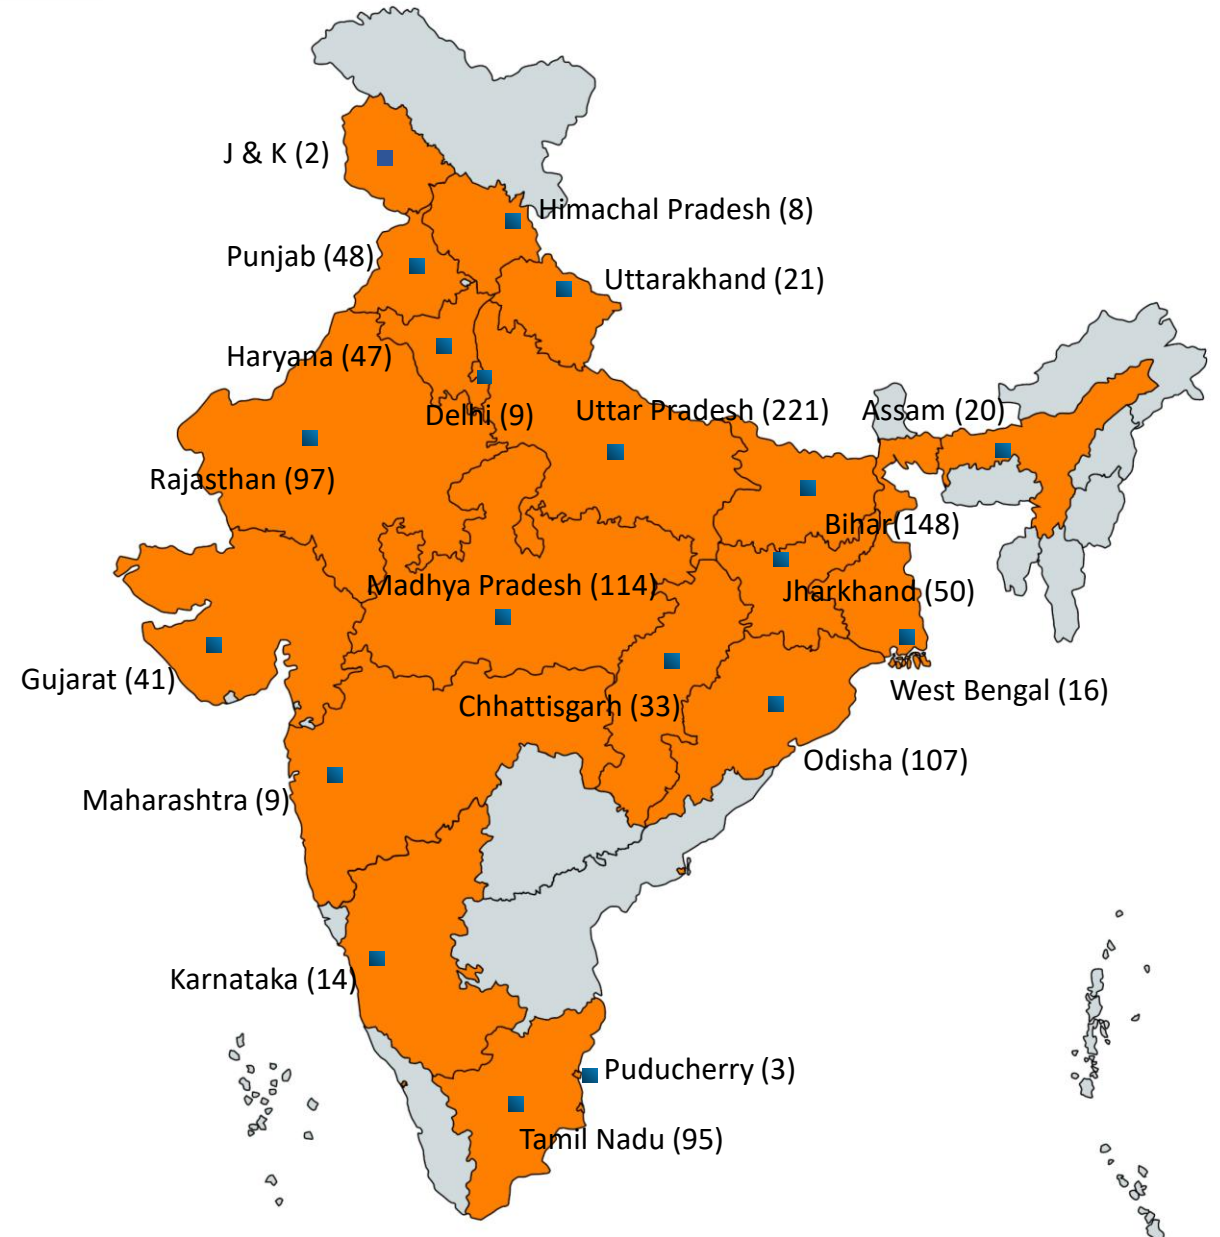 J & K (2)
Himachal Pradesh (8)
Punjab (48)
Uttarakhand (21)
Haryana (47)
Delhi (9)
Uttar Pradesh (221)
Assam (20)
Rajasthan (97)
Bihar(148)
Madhya Pradesh (114)
Jharkhand (50)
Gujarat (41)
West Bengal (16)
Chhattisgarh (33)
Odisha (107)
Maharashtra (9)
Karnataka (14)
Puducherry (3)
Tamil Nadu (95)